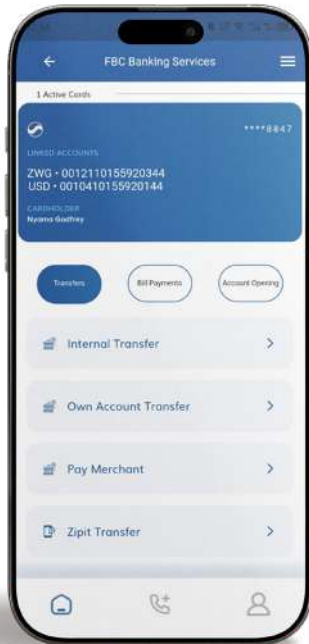 FBC Banking Services
1 Active Cards
****8847
LINKED ACCOUNTS
ZWG • 0012110155920344
USD • 0010410155920144
CARDHOLDER
Nyama Godfrey
Transfers
Bill Payments
Account Opening
Internal Transfer
Own Account Transfer
Pay Merchant
Zipit Transfer